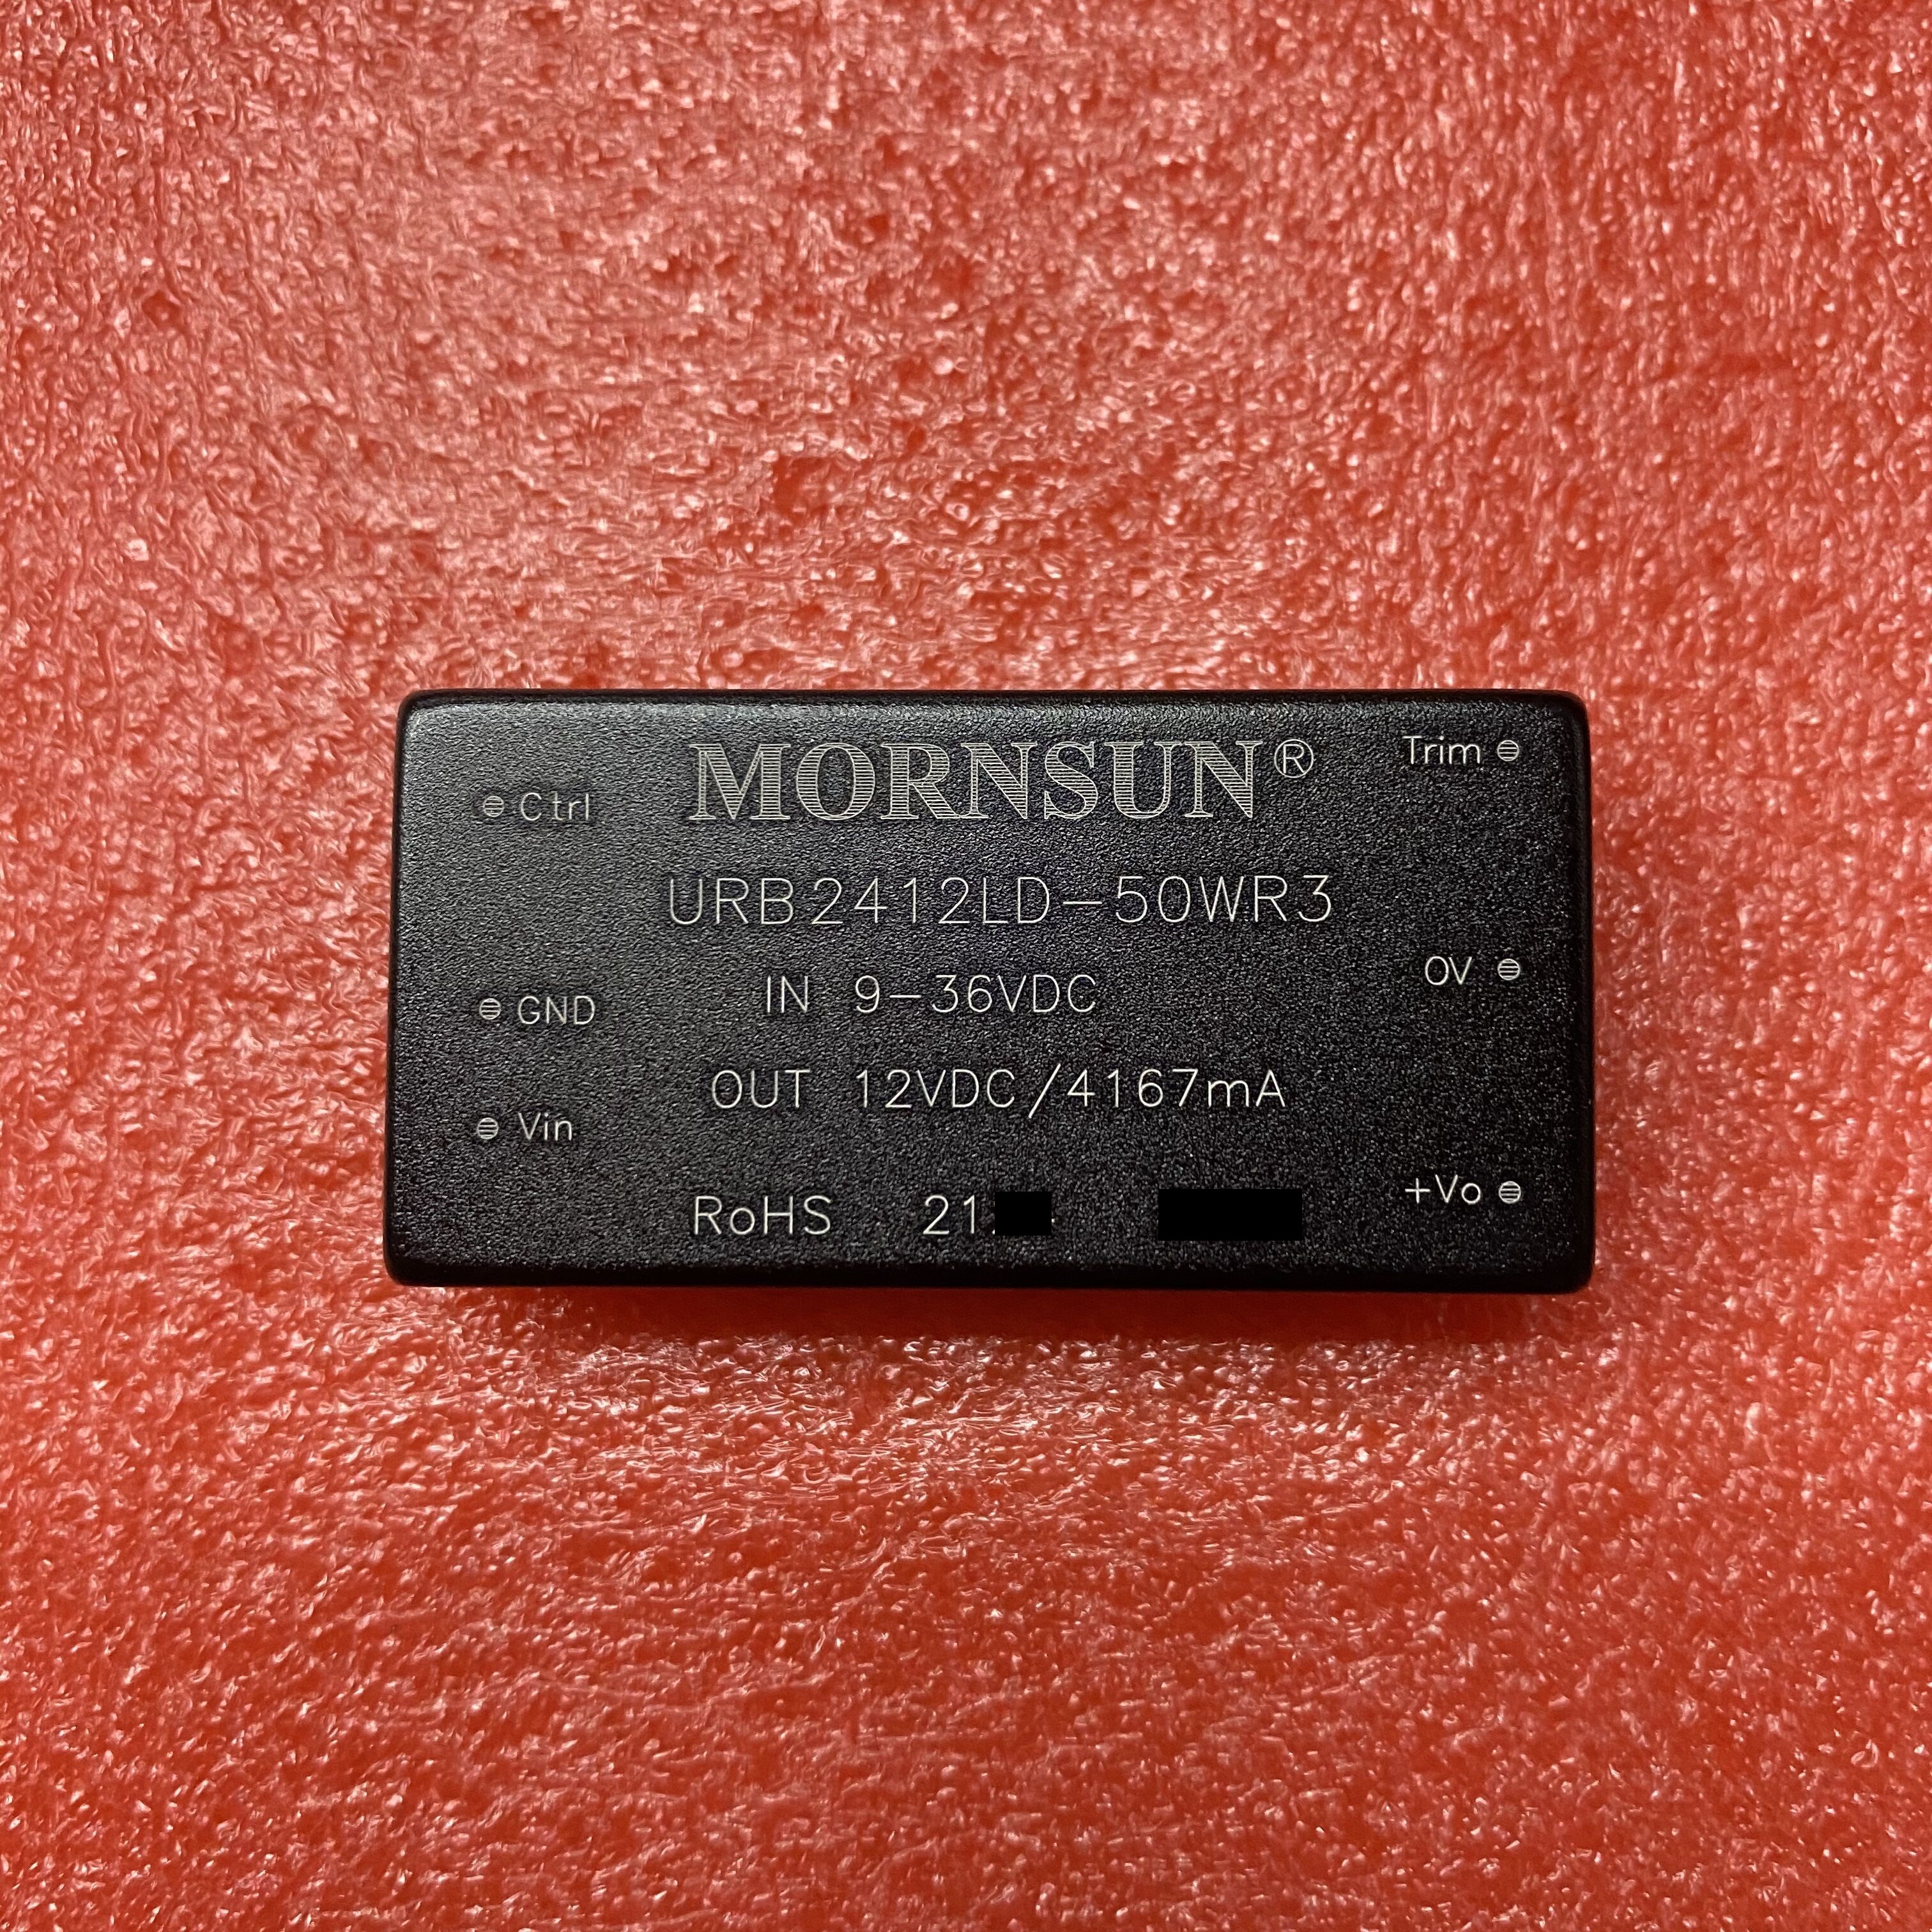 MORNSUN®
Trim
Ctrl
URB2412LD-50WR3
0V
IN 9-36VDC
GND
OUT 12VDC/4167mA
Vin
+Vo
RoHS 21